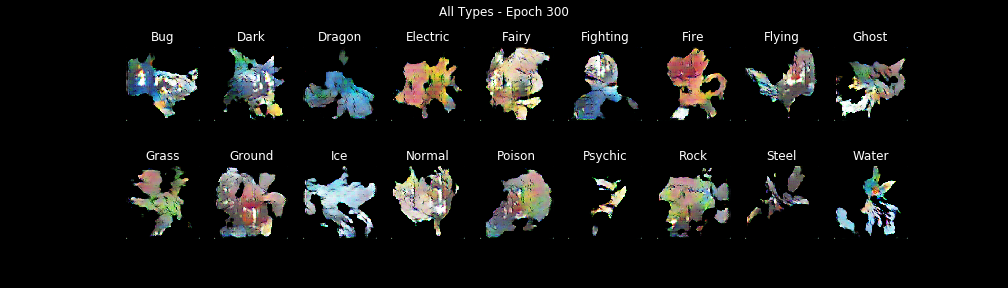 All Types - Epoch 300
Bug Dark Dragon Electric Fairy Fighting Fire Flying Ghost
Grass Ground Ice Normal Poison Psychic Rock Steel Water